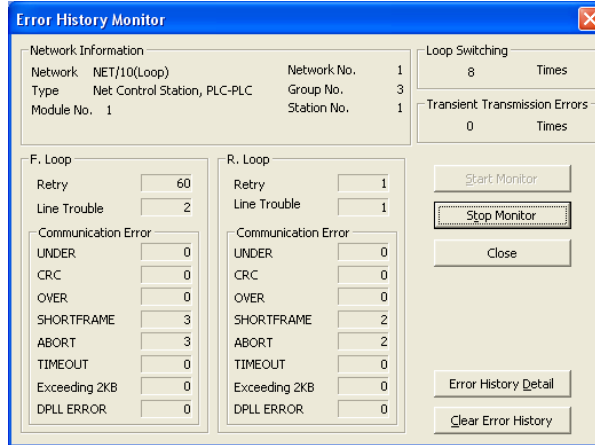 Error History Monitor
Network Information
Network NET/10(Loop) Network No. 1
Type Net Control Station, PLC-PLC Group No. 3
Module No. 1 Station No. 1
Loop Switching
8 Times
Transient Transmission Errors
0 Times
F. Loop
Retry 60
Line Trouble 2
Communication Error
UNDER 0
CRC 0
OVER 0
SHORTFRAME 3
ABORT 3
TIMEOUT 0
Exceeding 2KB 0
DPLL ERROR 0
R. Loop
Retry 1
Line Trouble 1
Communication Error
UNDER 0
CRC 0
OVER 0
SHORTFRAME 2
ABORT 2
TIMEOUT 0
Exceeding 2KB 0
DPLL ERROR 0
Start Monitor
Stop Monitor
Close
Error History Detail
Clear Error History